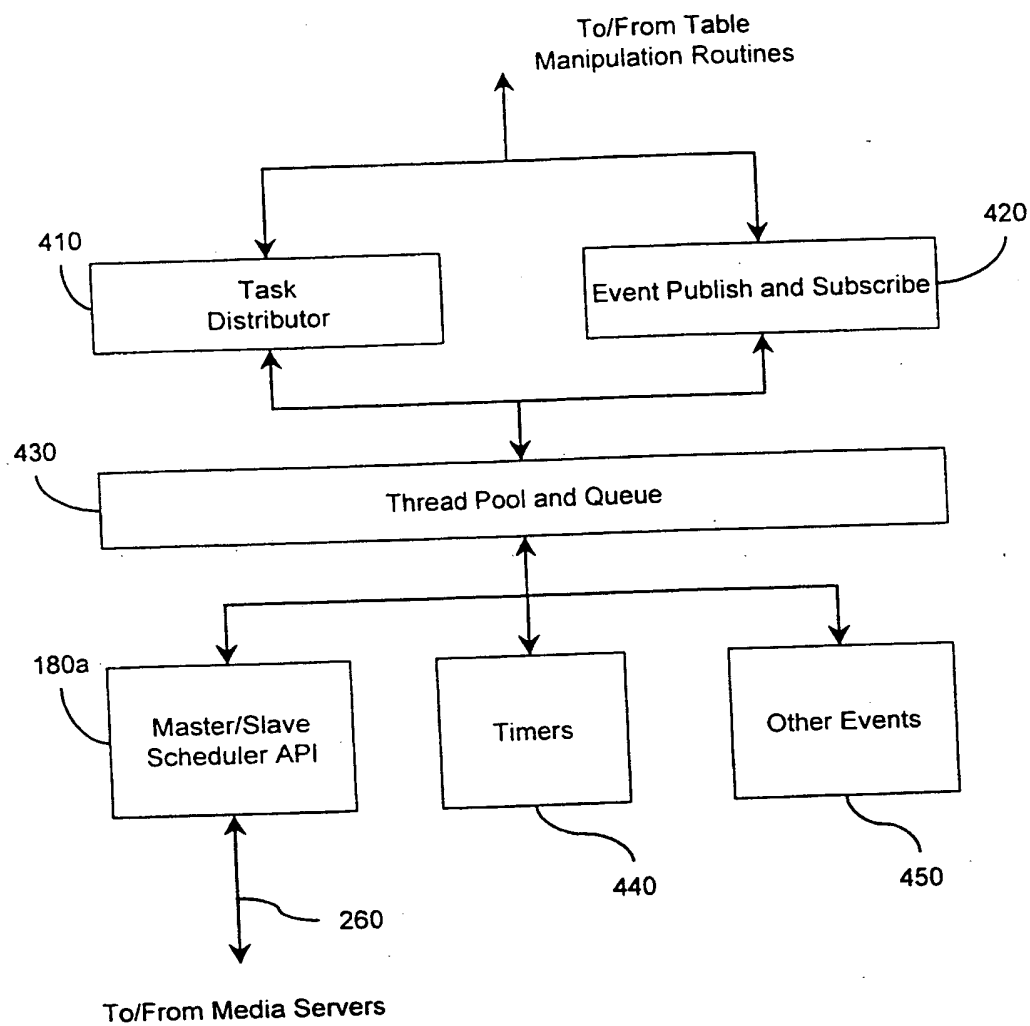 To/From Table
Manipulation Routines
410
420
Task
Distributor
Event Publish and Subscribe
430
Thread Pool and Queue
180a
Master/Slave
Scheduler API
Timers
Other Events
440
450
260
To/From Media Servers